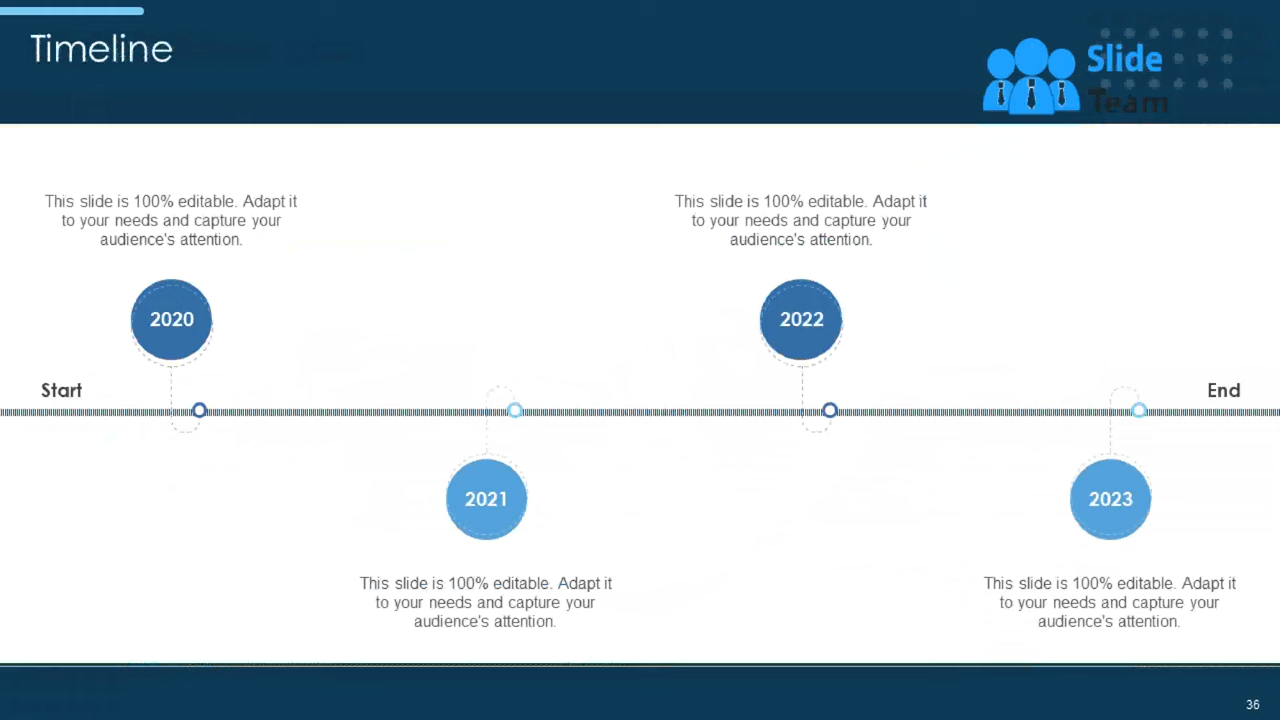 Timeline
Slide
Team
This slide is 100% editable. Adapt it
to your needs and capture your
audience's attention.
This slide is 100% editable. Adapt it
to your needs and capture your
audience's attention.
2020
2022
Start
End
2021
2023
This slide is 100% editable. Adapt it
to your needs and capture your
audience's attention.
This slide is 100% editable. Adapt it
to your needs and capture your
audience's attention.
36